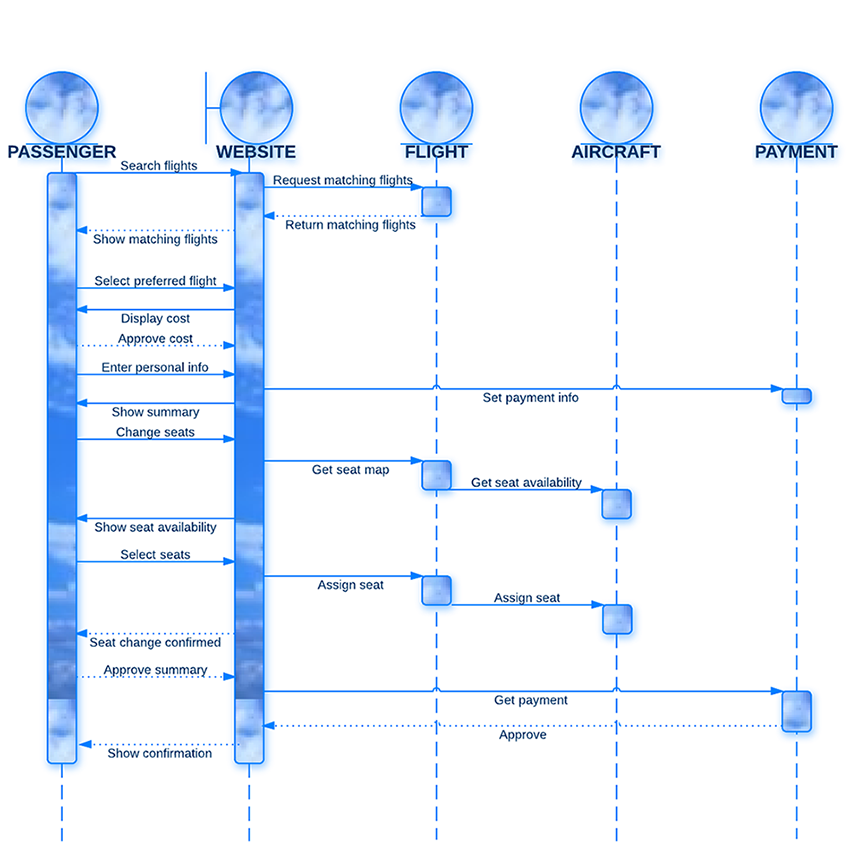 PASSENGER
WEBSITE
FLIGHT
AIRCRAFT
PAYMENT
Search flights
Request matching flights
Return matching flights
Show matching flights
Select preferred flight
Display cost
Approve cost
Enter personal info
Set payment info
Show summary
Change seats
Get seat map
Get seat availability
Show seat availability
Select seats
Assign seat
Assign seat
Seat change confirmed
Approve summary
Get payment
Approve
Show confirmation